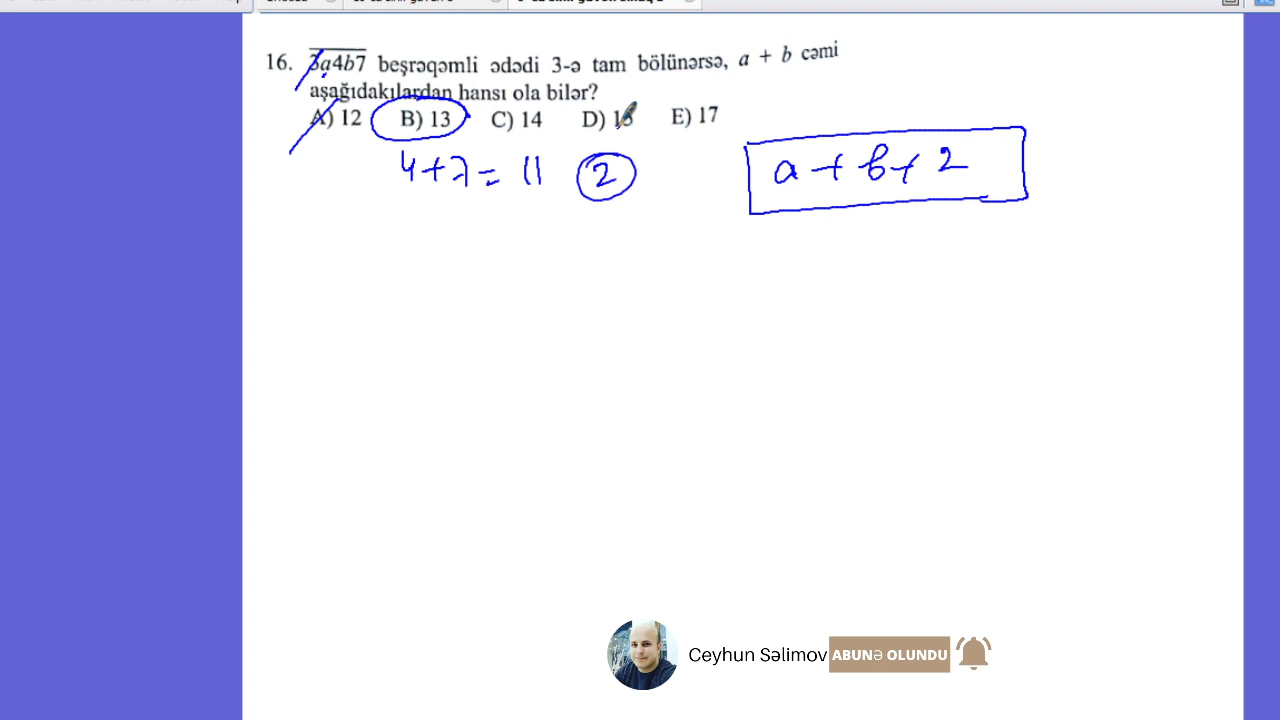 16. 3a4b7 beşrəqəmli ədədi 3-ə tam bölünərsə, a + b cəmi
aşağıdakılardan hansı ola bilər?
A) 12 B) 13 C) 14 D) E) 17
4+7= 11 2
a + b + 2
Ceyhun Səlimov ABUNƏ OLUNDU